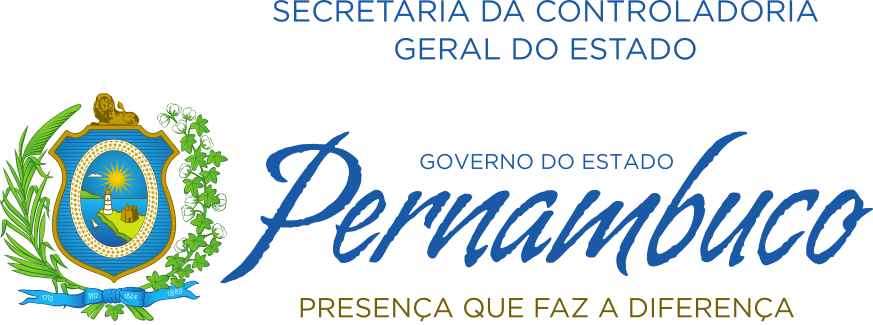 SECRETARIA DA CONTROLADORIA
GERAL DO ESTADO
GOVERNO DO ESTADO
Pernambuco
PRESENÇA QUE FAZ A DIFERENÇA
1710 1817 1824 1889